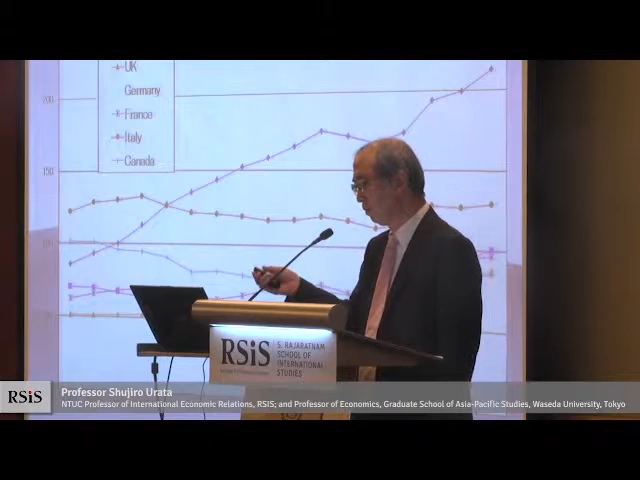 UK
Germany
France
Italy
Canada
200
150
RSiS
S. RAJARATNAM
SCHOOL OF
INTERNATIONAL
STUDIES
RSiS
Professor Shujiro Urata
NTUC Professor of International Economic Relations, RSIS; and Professor of Economics, Graduate School of Asia-Pacific Studies, Waseda University, Tokyo